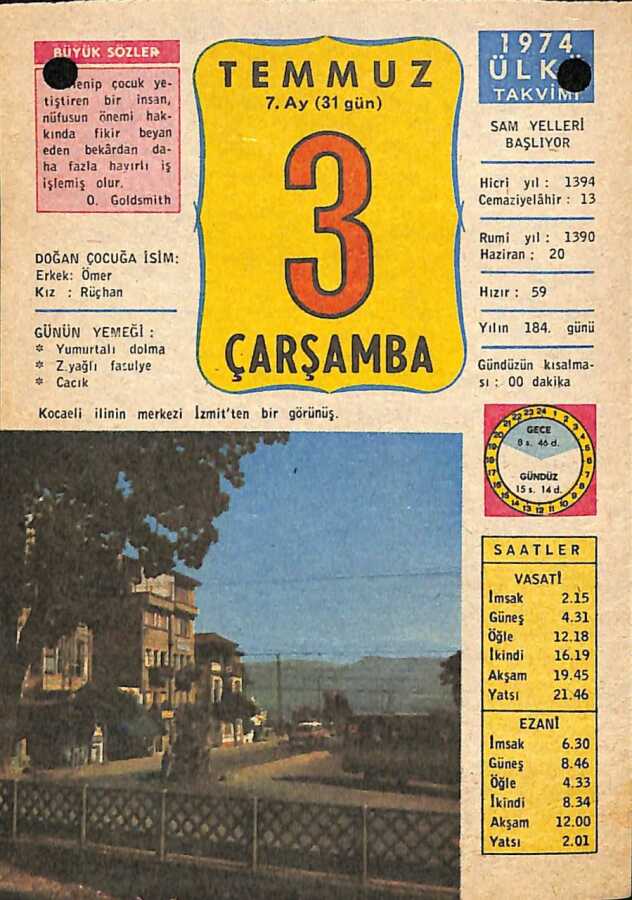 BÜYÜK SÖZLER
çocuk ye-
tiştiren bir insan,
nüfusun önemi hak-
kında fikir beyan
eden bekârdan da-
ha fazla hayırlı iş
işlemiş olur.
O. Goldsmith
DOĞAN ÇOCUĞA İSİM:
Erkek: Ömer
Kız : Rüçhan
GÜNÜN YEMEĞİ :
* Yumurtalı dolma
* Z.yağlı fasulye
* Cacık
TEMMUZ
7. Ay (31 gün)
3
ÇARŞAMBA
1974
ÜLKÜ
TAKVİMİ
SAM YELLERİ
BAŞLIYOR
Hicri yıl : 1394
Cemaziyelâhir : 13
Rumi yıl : 1390
Haziran : 20
Hızır : 59
Yılın 184. günü
Gündüzün kısalma-
sı : 00 dakika
Kocaeli ilinin merkezi İzmit'ten bir görünüş.
GECE
8 s. 46 d.
GÜNDÜZ
15 s. 14 d.
SAATLER
VASATİ
İmsak 2.15
Güneş 4.31
Öğle 12.18
İkindi 16.19
Akşam 19.45
Yatsı 21.46
EZANİ
İmsak 6.30
Güneş 8.46
Öğle 4.33
İkindi 8.34
Akşam 12.00
Yatsı 2.01